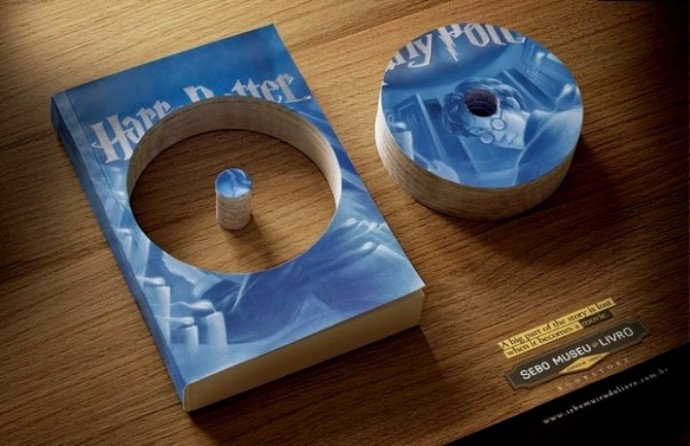 Harry Potter
ny Pott
A big part of the story is lost
when it becomes a movie.
SEBO MUSEU DO LIVRO
BOOKSTORE
www.sebomuseudolivro.com.br